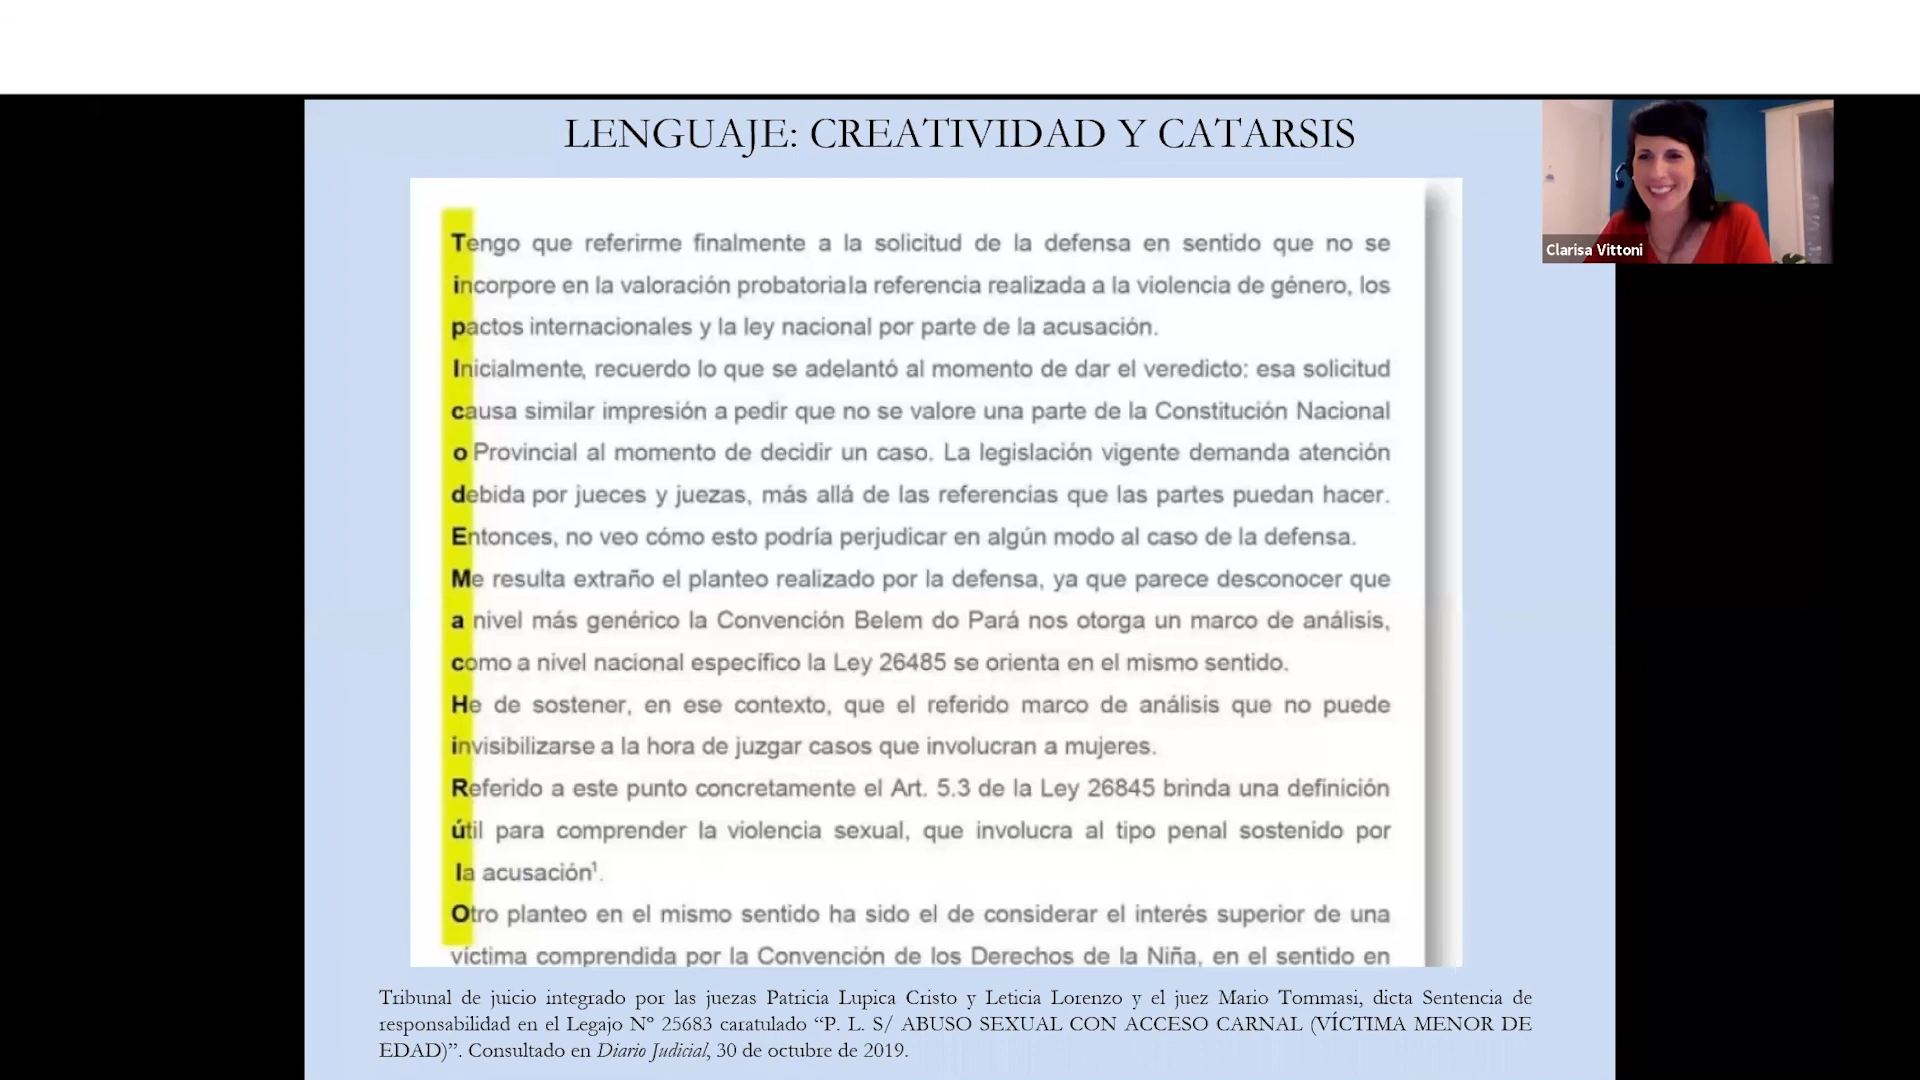 LENGUAJE: CREATIVIDAD Y CATARSIS
Clarisa Vittoni
Tengo que referirme finalmente a la solicitud de la defensa en sentido que no se
incorpore en la valoración probatoria la referencia realizada a la violencia de género, los
pactos internacionales y la ley nacional por parte de la acusación.
Inicialmente, recuerdo lo que se adelantó al momento de dar el veredicto: esa solicitud
causa similar impresión a pedir que no se valore una parte de la Constitución Nacional
o Provincial al momento de decidir un caso. La legislación vigente demanda atención
debida por jueces y juezas, más allá de las referencias que las partes puedan hacer.
Entonces, no veo cómo esto podría perjudicar en algún modo al caso de la defensa.
Me resulta extraño el planteo realizado por la defensa, ya que parece desconocer que
a nivel más genérico la Convención Belem do Pará nos otorga un marco de análisis,
como a nivel nacional específico la Ley 26485 se orienta en el mismo sentido.
He de sostener, en ese contexto, que el referido marco de análisis que no puede
invisibilizarse a la hora de juzgar casos que involucran a mujeres.
Referido a este punto concretamente el Art. 5.3 de la Ley 26845 brinda una definición
útil para comprender la violencia sexual, que involucra al tipo penal sostenido por
la acusación¹.
Otro planteo en el mismo sentido ha sido el de considerar el interés superior de una
víctima comprendida por la Convención de los Derechos de la Niña, en el sentido en
Tribunal de juicio integrado por las juezas Patricia Lupica Cristo y Leticia Lorenzo y el juez Mario Tommasi, dicta Sentencia de
responsabilidad en el Legajo Nº 25683 caratulado “P. L. S/ ABUSO SEXUAL CON ACCESO CARNAL (VÍCTIMA MENOR DE
EDAD)”. Consultado en Diario Judicial, 30 de octubre de 2019.